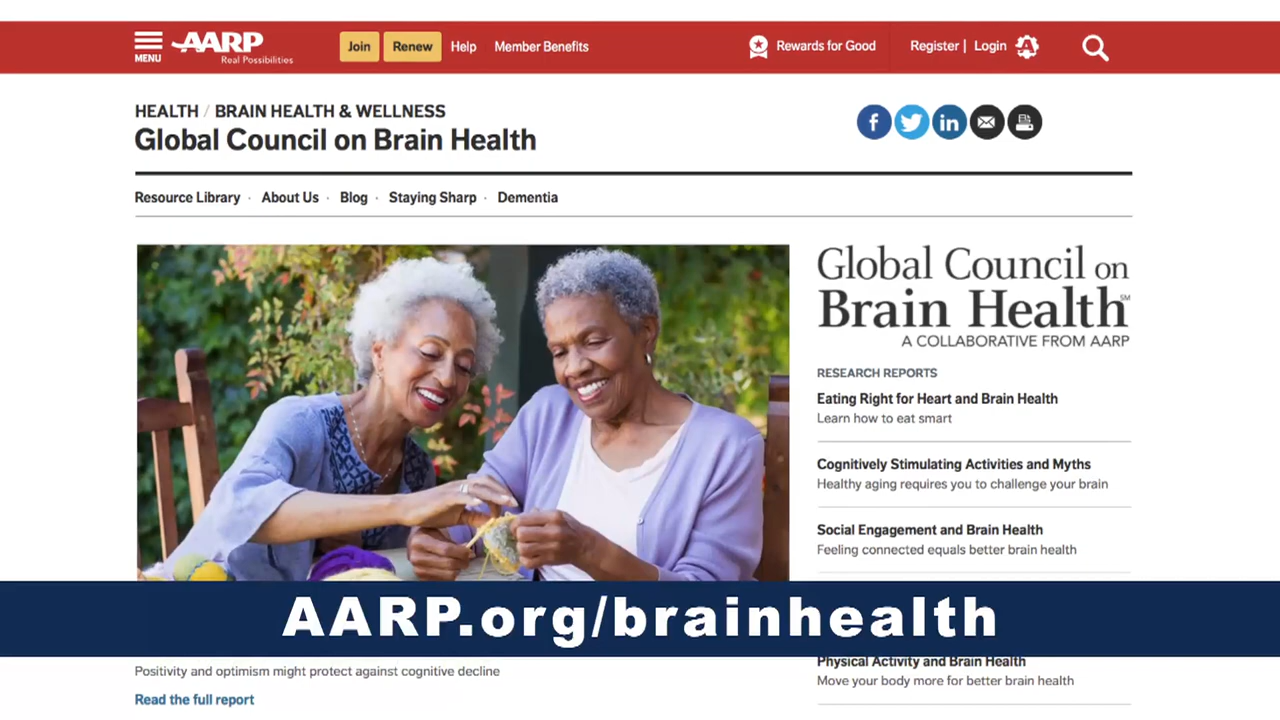 MENU
AARP
Real Possibilities
Join
Renew
Help
Member Benefits
Rewards for Good
Register | Login
HEALTH / BRAIN HEALTH & WELLNESS
Global Council on Brain Health
Resource Library · About Us · Blog · Staying Sharp · Dementia
Global Council on
Brain Health℠
A COLLABORATIVE FROM AARP
RESEARCH REPORTS
Eating Right for Heart and Brain Health
Learn how to eat smart
Cognitively Stimulating Activities and Myths
Healthy aging requires you to challenge your brain
Social Engagement and Brain Health
Feeling connected equals better brain health
AARP.org/brainhealth
Positivity and optimism might protect against cognitive decline
Read the full report
Physical Activity and Brain Health
Move your body more for better brain health